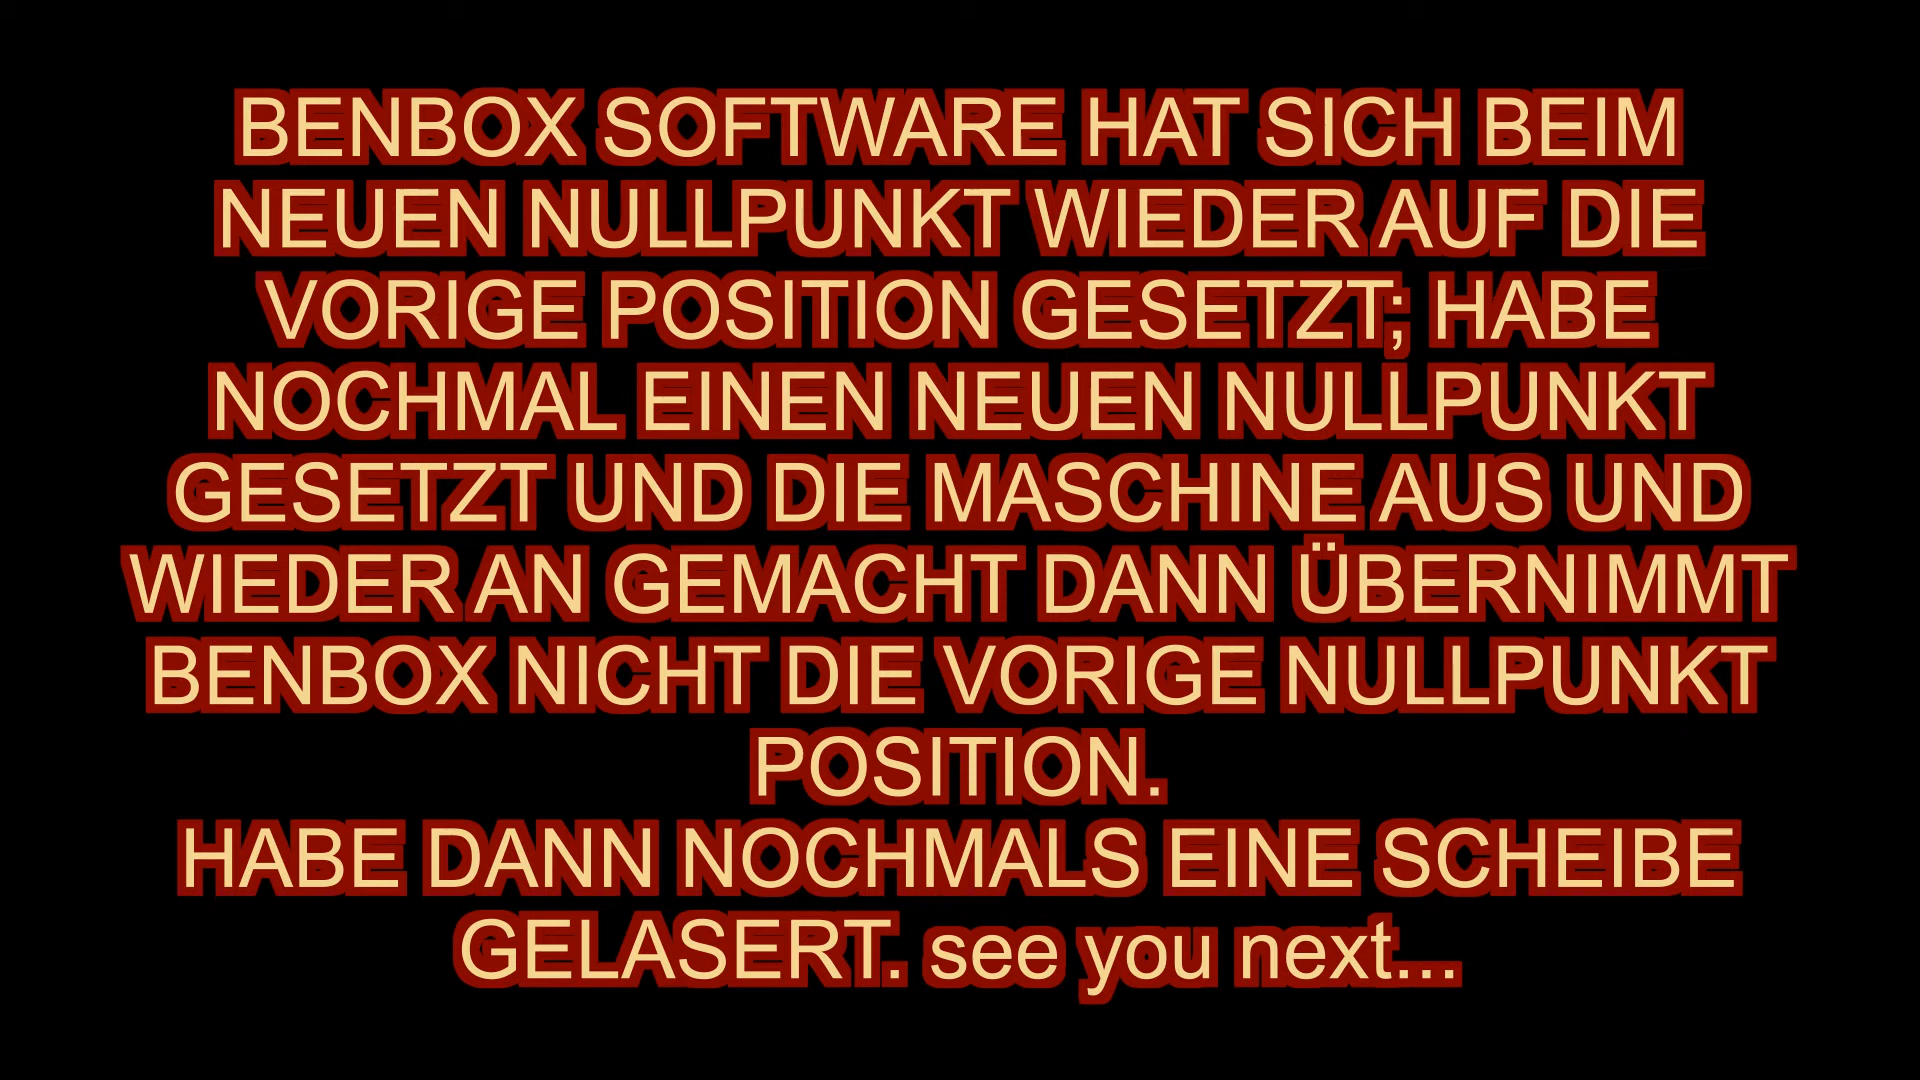 BENBOX SOFTWARE HAT SICH BEIM
NEUEN NULLPUNKT WIEDER AUF DIE
VORIGE POSITION GESETZT; HABE
NOCHMAL EINEN NEUEN NULLPUNKT
GESETZT UND DIE MASCHINE AUS UND
WIEDER AN GEMACHT DANN ÜBERNIMMT
BENBOX NICHT DIE VORIGE NULLPUNKT
POSITION.
HABE DANN NOCHMALS EINE SCHEIBE
GELASERT. see you next...